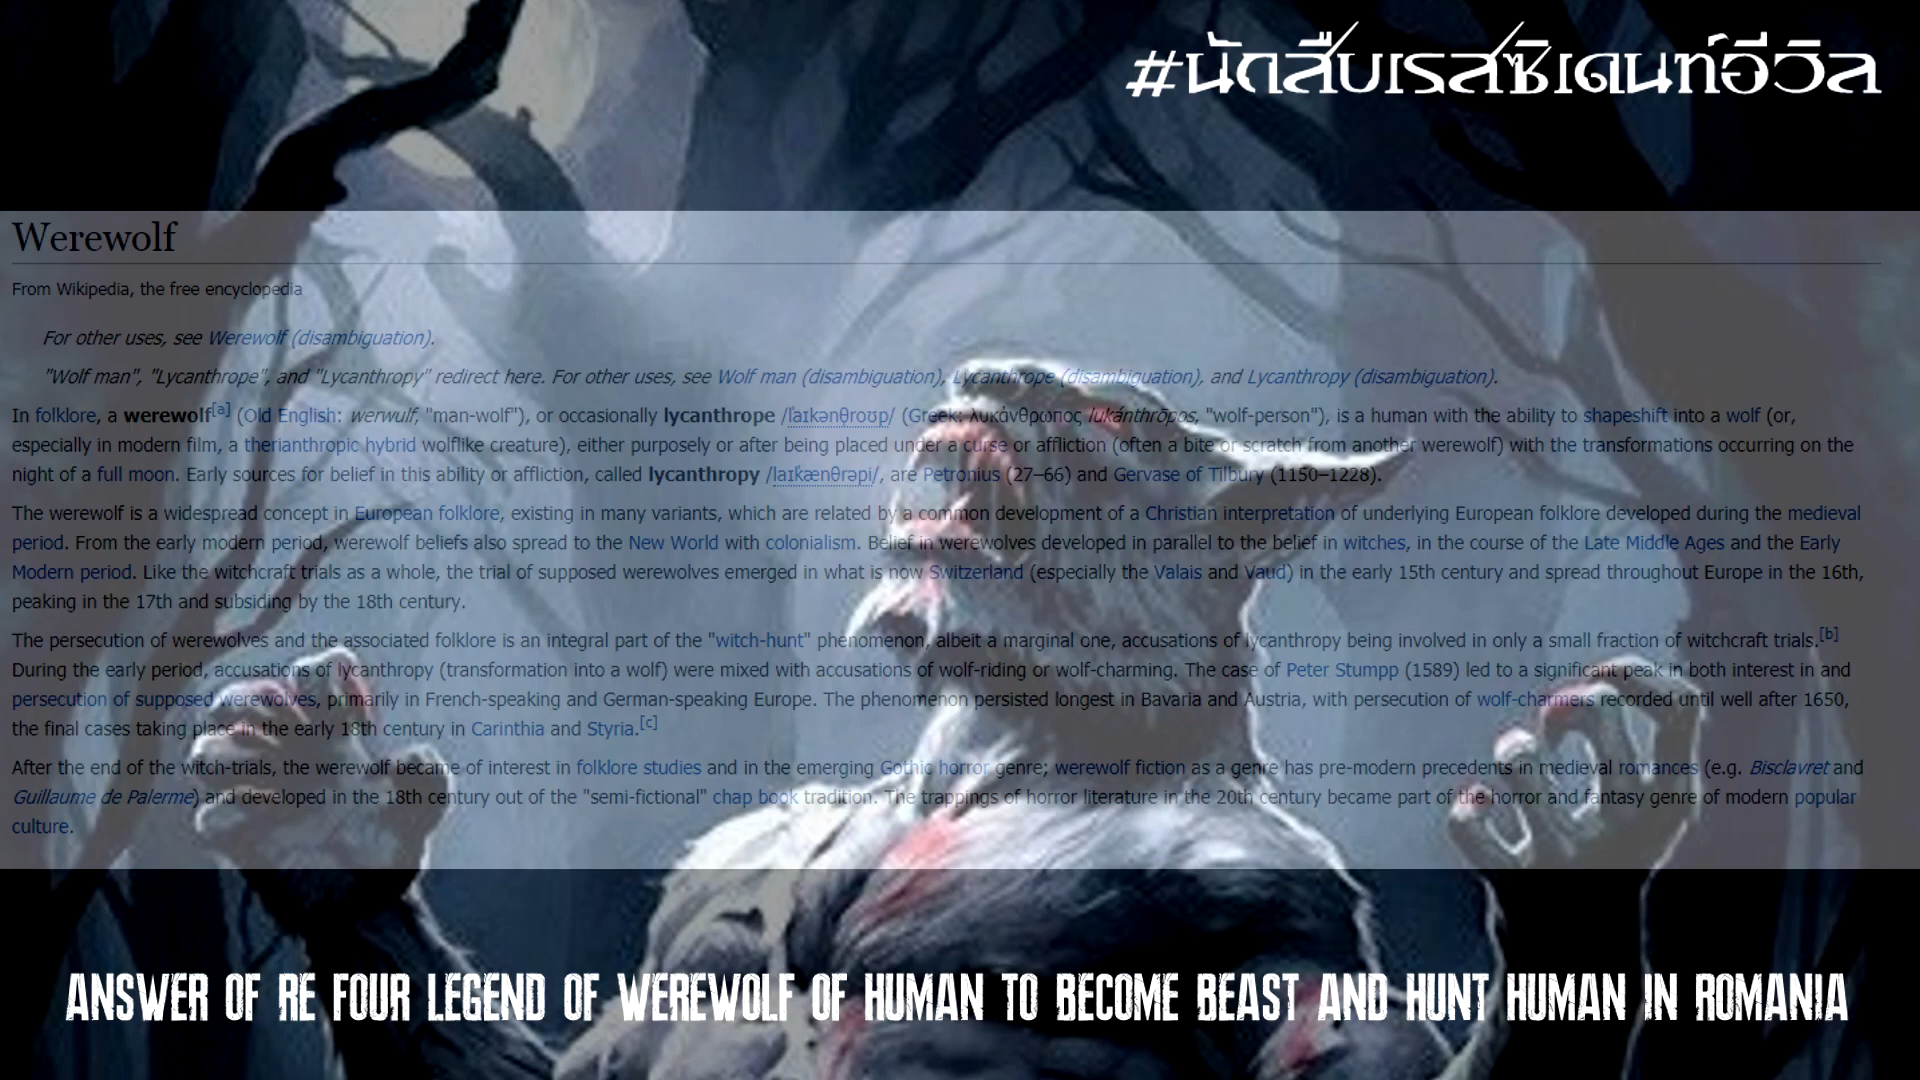 #นัดสืบเรสซิเดนท์อีวิล
Werewolf
From Wikipedia, the free encyclopedia
For other uses, see Werewolf (disambiguation).
"Wolf man", "Lycanthrope", and "Lycanthropy" redirect here. For other uses, see Wolf man (disambiguation), Lycanthrope (disambiguation), and Lycanthropy (disambiguation).
In folklore, a werewolf[a] (Old English: werwulf, "man-wolf"), or occasionally lycanthrope /ˈlaɪkənθroʊp/ (Greek: λυκάνθρωπος lukánthrōpos, "wolf-person"), is a human with the ability to shapeshift into a wolf (or,
especially in modern film, a therianthropic hybrid wolflike creature), either purposely or after being placed under a curse or affliction (often a bite or scratch from another werewolf) with the transformations occurring on the
night of a full moon. Early sources for belief in this ability or affliction, called lycanthropy /laɪˈkænθrəpi/, are Petronius (27–66) and Gervase of Tilbury (1150–1228).
The werewolf is a widespread concept in European folklore, existing in many variants, which are related by a common development of a Christian interpretation of underlying European folklore developed during the medieval
period. From the early modern period, werewolf beliefs also spread to the New World with colonialism. Belief in werewolves developed in parallel to the belief in witches, in the course of the Late Middle Ages and the Early
Modern period. Like the witchcraft trials as a whole, the trial of supposed werewolves emerged in what is now Switzerland (especially the Valais and Vaud) in the early 15th century and spread throughout Europe in the 16th,
peaking in the 17th and subsiding by the 18th century.
The persecution of werewolves and the associated folklore is an integral part of the "witch-hunt" phenomenon, albeit a marginal one, accusations of lycanthropy being involved in only a small fraction of witchcraft trials.[b]
During the early period, accusations of lycanthropy (transformation into a wolf) were mixed with accusations of wolf-riding or wolf-charming. The case of Peter Stumpp (1589) led to a significant peak in both interest in and
persecution of supposed werewolves, primarily in French-speaking and German-speaking Europe. The phenomenon persisted longest in Bavaria and Austria, with persecution of wolf-charmers recorded until well after 1650,
the final cases taking place in the early 18th century in Carinthia and Styria.[c]
After the end of the witch-trials, the werewolf became of interest in folklore studies and in the emerging Gothic horror genre; werewolf fiction as a genre has pre-modern precedents in medieval romances (e.g. Bisclavret and
Guillaume de Palerme) and developed in the 18th century out of the "semi-fictional" chap book tradition. The trappings of horror literature in the 20th century became part of the horror and fantasy genre of modern popular
culture.
ANSWER OF RE FOUR LEGEND OF WEREWOLF OF HUMAN TO BECOME BEAST AND HUNT HUMAN IN ROMANIA